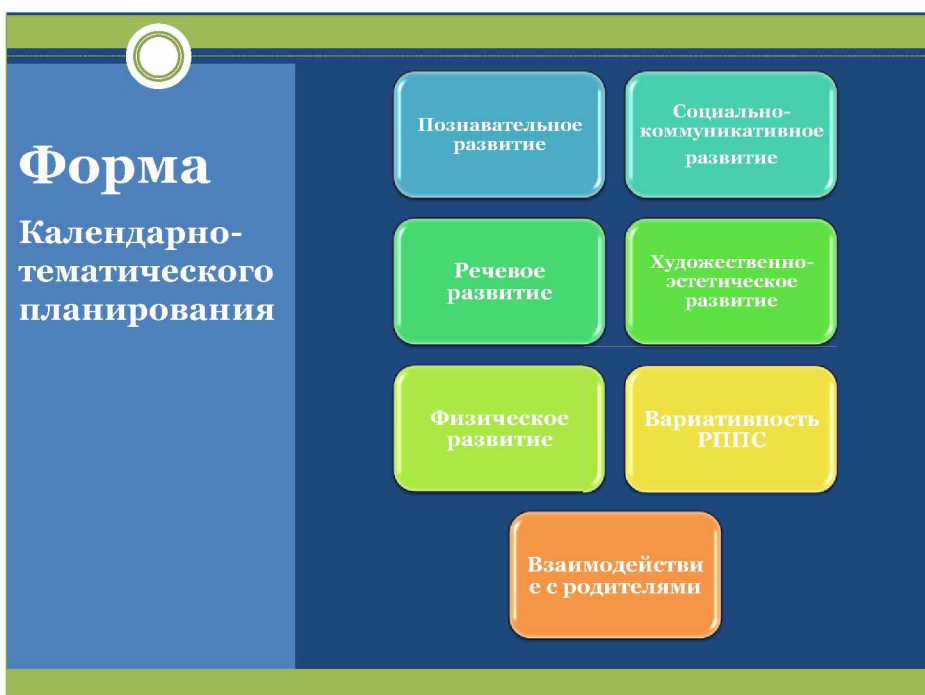 Форма
Календарно-
тематического
планирования
Познавательное
развитие
Социально-
коммуникативное
развитие
Речевое
развитие
Художественно-
эстетическое
развитие
Физическое
развитие
Вариативность
РППС
Взаимодействи
е с родителями